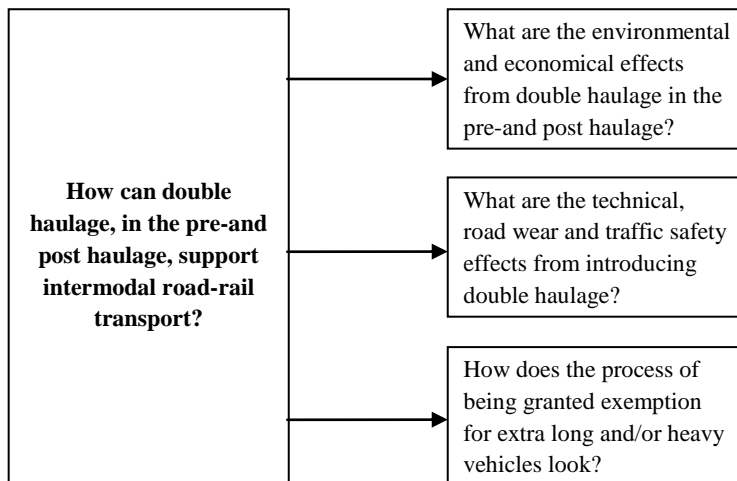 How can double
haulage, in the pre-and
post haulage, support
intermodal road-rail
transport?
What are the environmental
and economical effects
from double haulage in the
pre-and post haulage?
What are the technical,
road wear and traffic safety
effects from introducing
double haulage?
How does the process of
being granted exemption
for extra long and/or heavy
vehicles look?